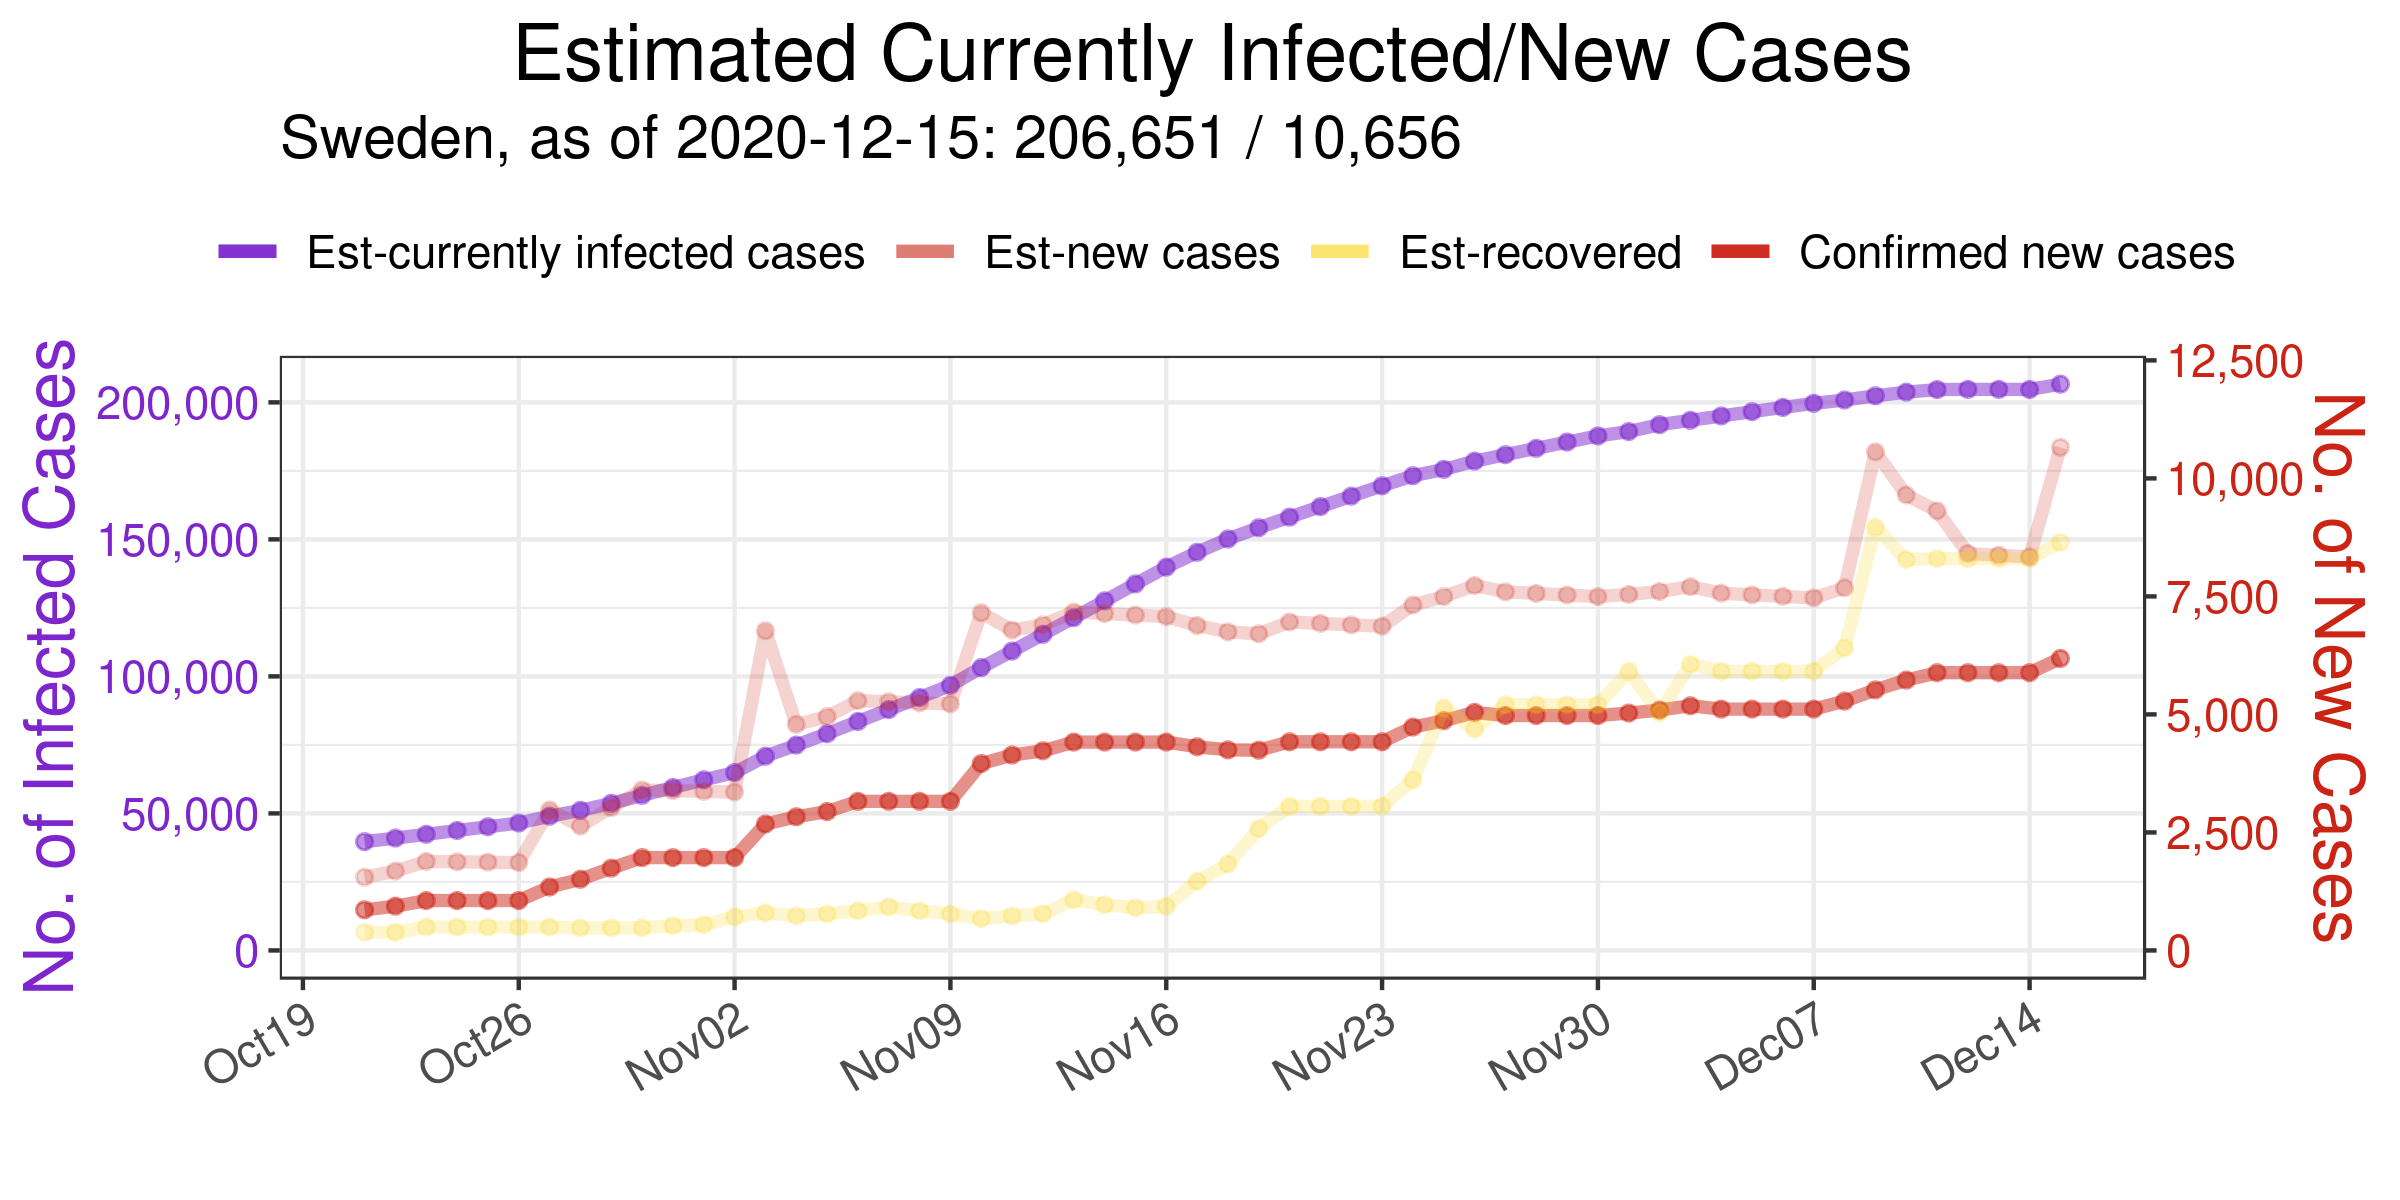 Estimated Currently Infected/New Cases
Sweden, as of 2020-12-15: 206,651 / 10,656
Est-currently infected cases
Est-new cases
Est-recovered
Confirmed new cases
No. of Infected Cases
200,000
150,000
100,000
50,000
0
12,500
10,000
7,500
5,000
2,500
0
No. of New Cases
Oct19
Oct26
Nov02
Nov09
Nov16
Nov23
Nov30
Dec07
Dec14